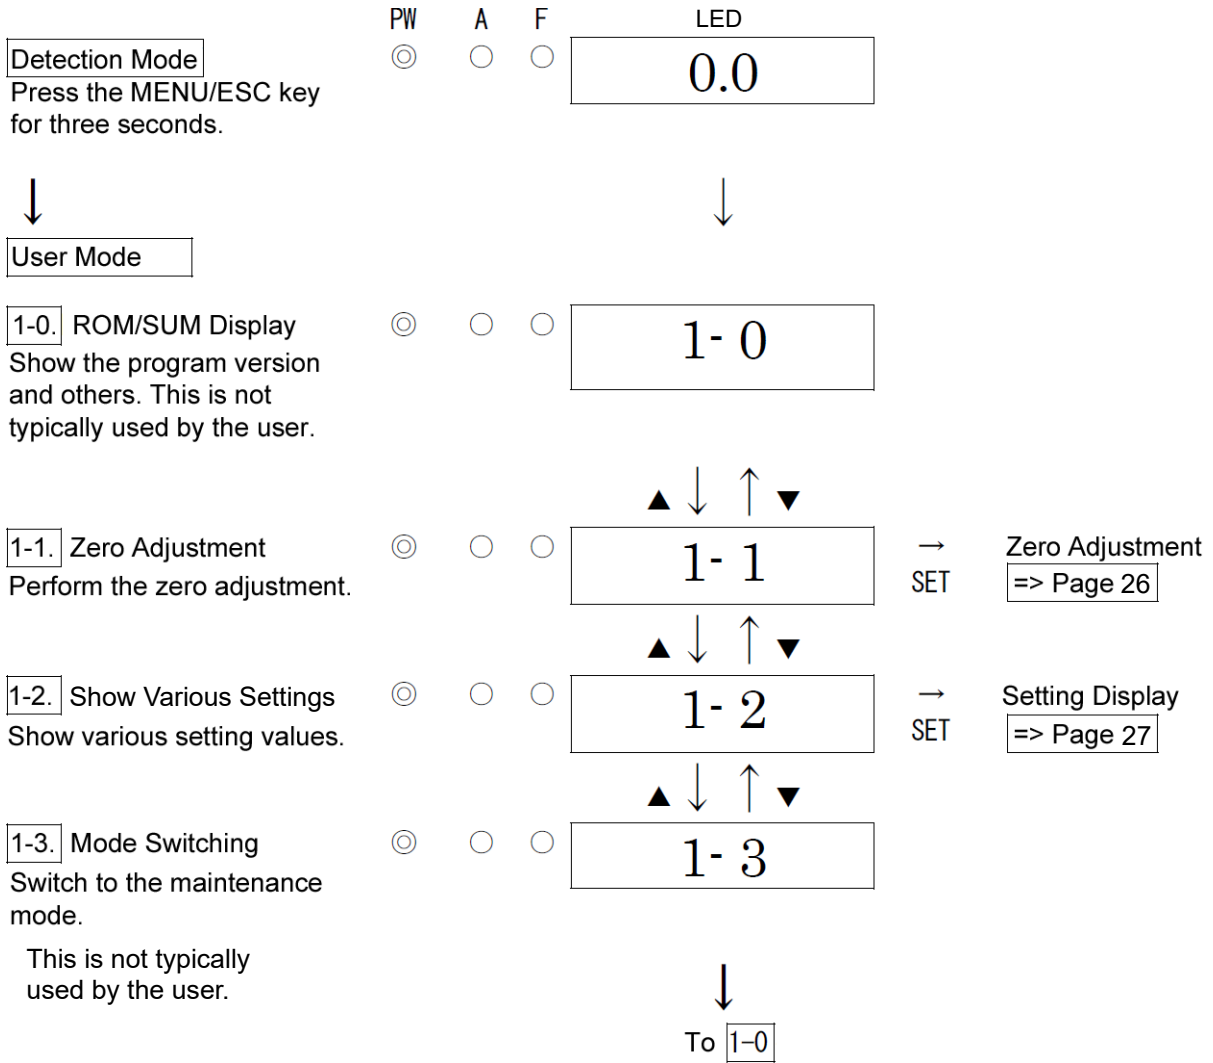 PW A F LED
Detection Mode ◎ ○ ○ 0.0
Press the MENU/ESC key
for three seconds.
↓ ↓
User Mode
1-0. ROM/SUM Display ◎ ○ ○ 1- 0
Show the program version
and others. This is not
typically used by the user.
▲ ↓ ↑ ▼
1-1. Zero Adjustment ◎ ○ ○ 1- 1 → Zero Adjustment
Perform the zero adjustment. SET => Page 26
▲ ↓ ↑ ▼
1-2. Show Various Settings ◎ ○ ○ 1- 2 → Setting Display
Show various setting values. SET => Page 27
▲ ↓ ↑ ▼
1-3. Mode Switching ◎ ○ ○ 1- 3
Switch to the maintenance
mode.
This is not typically
used by the user.
↓
To 1-0